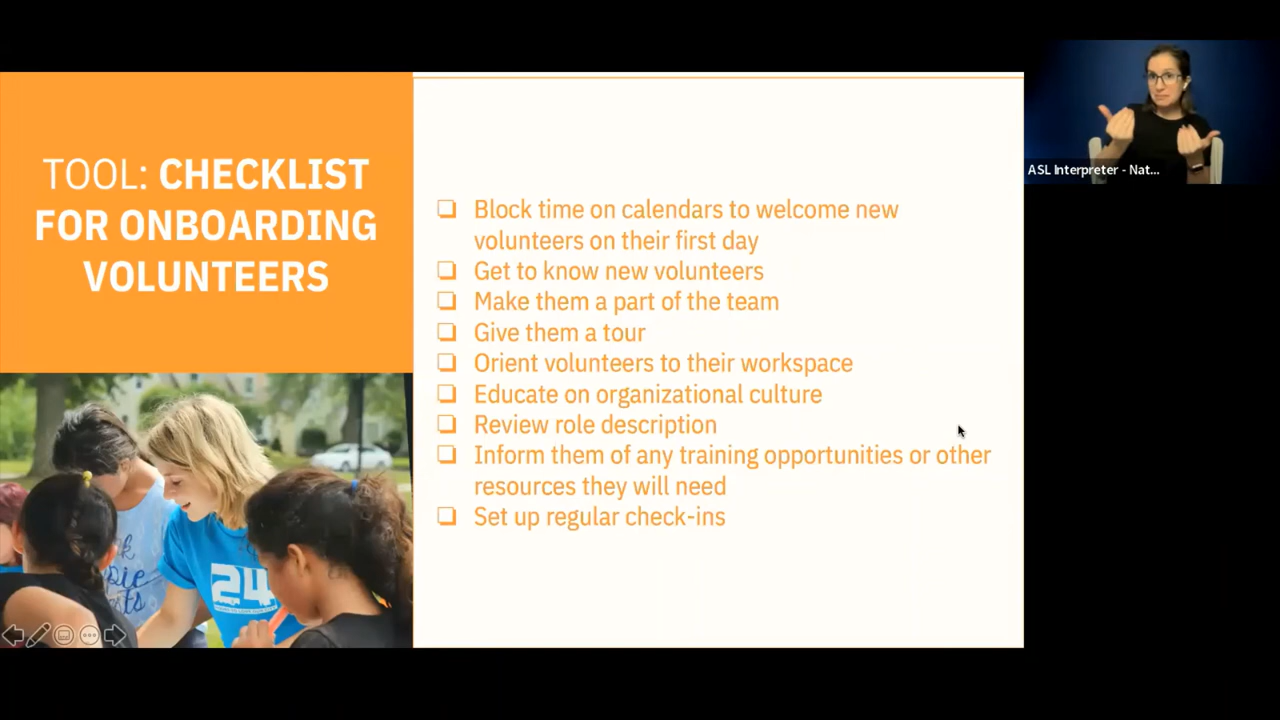 TOOL: CHECKLIST
FOR ONBOARDING
VOLUNTEERS
Block time on calendars to welcome new
volunteers on their first day
Get to know new volunteers
Make them a part of the team
Give them a tour
Orient volunteers to their workspace
Educate on organizational culture
Review role description
Inform them of any training opportunities or other
resources they will need
Set up regular check-ins
ASL Interpreter - Nat...
24